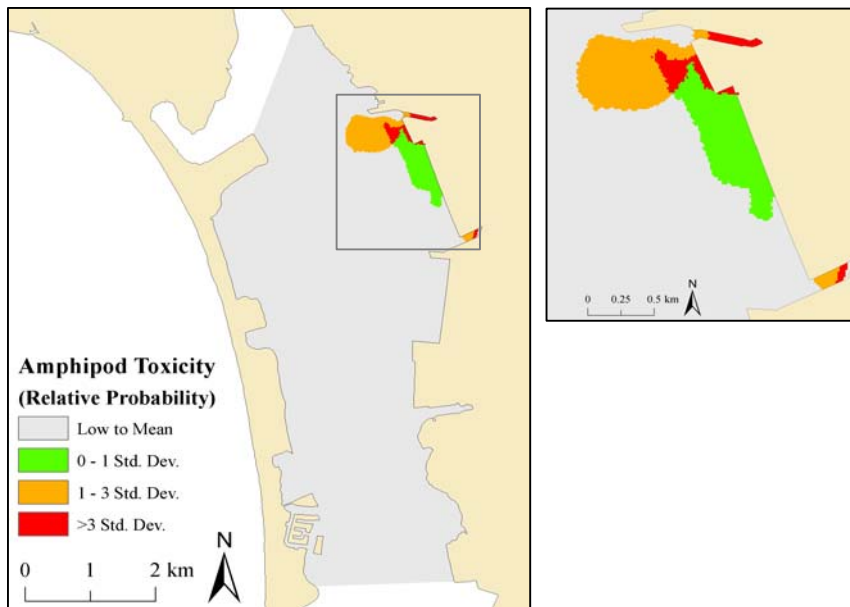 Amphipod Toxicity
(Relative Probability)
Low to Mean
0 - 1 Std. Dev.
1 - 3 Std. Dev.
>3 Std. Dev.
N
0 1 2 km
N
0 0.25 0.5 km